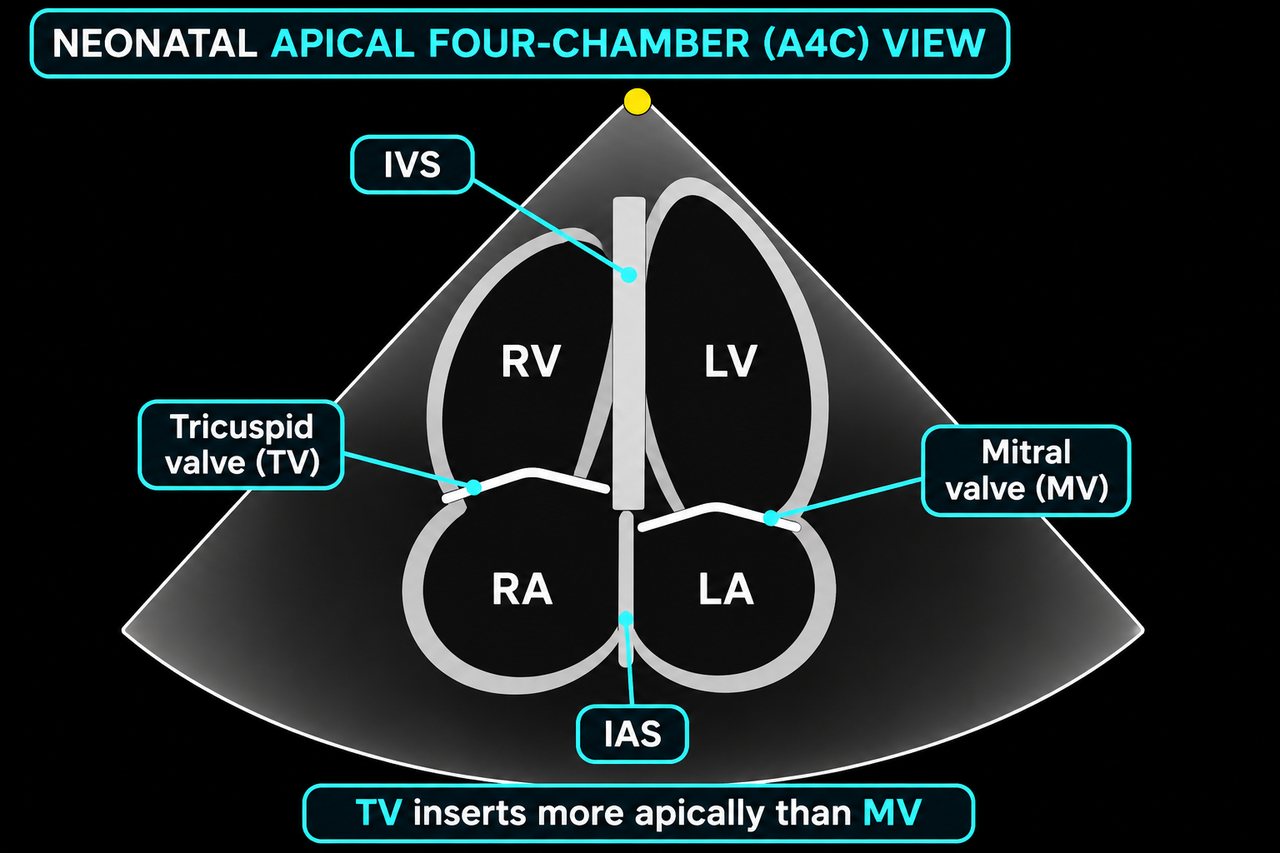 NEONATAL APICAL FOUR-CHAMBER (A4C) VIEW
IVS
RV
LV
Tricuspid
valve (TV)
Mitral
valve (MV)
RA
LA
IAS
TV inserts more apically than MV